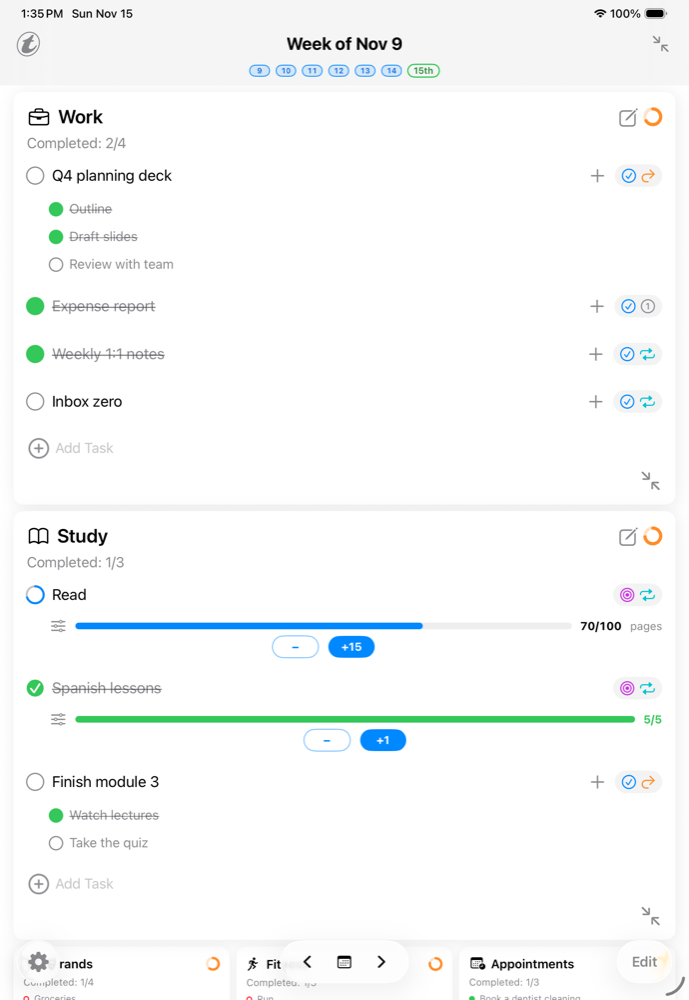 1:35 PM Sun Nov 15 100%
Week of Nov 9
9 10 11 12 13 14 15th
Work
Completed: 2/4
Q4 planning deck
Outline
Draft slides
Review with team
Expense report 1
Weekly 1:1 notes
Inbox zero
Add Task
Study
Completed: 1/3
Read
70/100 pages
– +15
Spanish lessons
5/5
– +1
Finish module 3
Watch lectures
Take the quiz
Add Task
rands
Completed: 1/4
Groceries
Fit
Completed: 1/3
Run
Appointments
Completed: 1/3
Book a dentist cleaning
Edit